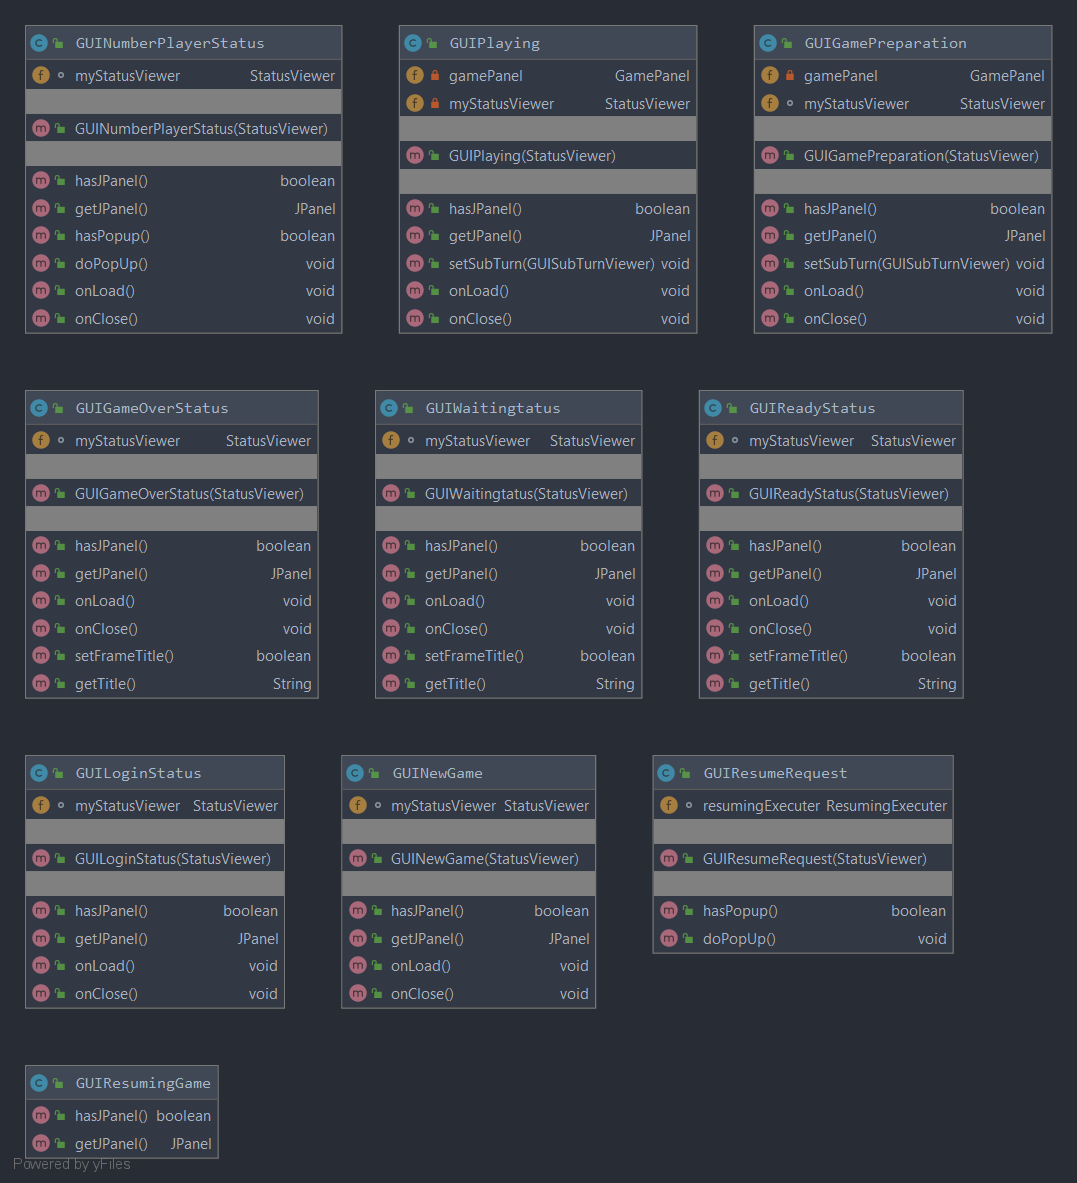 GUINumberPlayerStatus
myStatusViewer StatusViewer
GUINumberPlayerStatus(StatusViewer)
hasJPanel() boolean
getJPanel() JPanel
hasPopup() boolean
doPopUp() void
onLoad() void
onClose() void
GUIPlaying
gamePanel GamePanel
myStatusViewer StatusViewer
GUIPlaying(StatusViewer)
hasJPanel() boolean
getJPanel() JPanel
setSubTurn(GUISubTurnViewer) void
onLoad() void
onClose() void
GUIGamePreparation
gamePanel GamePanel
myStatusViewer StatusViewer
GUIGamePreparation(StatusViewer)
hasJPanel() boolean
getJPanel() JPanel
setSubTurn(GUISubTurnViewer) void
onLoad() void
onClose() void
GUIGameOverStatus
myStatusViewer StatusViewer
GUIGameOverStatus(StatusViewer)
hasJPanel() boolean
getJPanel() JPanel
onLoad() void
onClose() void
setFrameTitle() boolean
getTitle() String
GUIWaitingtatus
myStatusViewer StatusViewer
GUIWaitingtatus(StatusViewer)
hasJPanel() boolean
getJPanel() JPanel
onLoad() void
onClose() void
setFrameTitle() boolean
getTitle() String
GUIReadyStatus
myStatusViewer StatusViewer
GUIReadyStatus(StatusViewer)
hasJPanel() boolean
getJPanel() JPanel
onLoad() void
onClose() void
setFrameTitle() boolean
getTitle() String
GUILoginStatus
myStatusViewer StatusViewer
GUILoginStatus(StatusViewer)
hasJPanel() boolean
getJPanel() JPanel
onLoad() void
onClose() void
GUINewGame
myStatusViewer StatusViewer
GUINewGame(StatusViewer)
hasJPanel() boolean
getJPanel() JPanel
onLoad() void
onClose() void
GUIResumeRequest
resumingExecuter ResumingExecuter
GUIResumeRequest(StatusViewer)
hasPopup() boolean
doPopUp() void
GUIResumingGame
hasJPanel() boolean
getJPanel() JPanel
Powered by yFiles